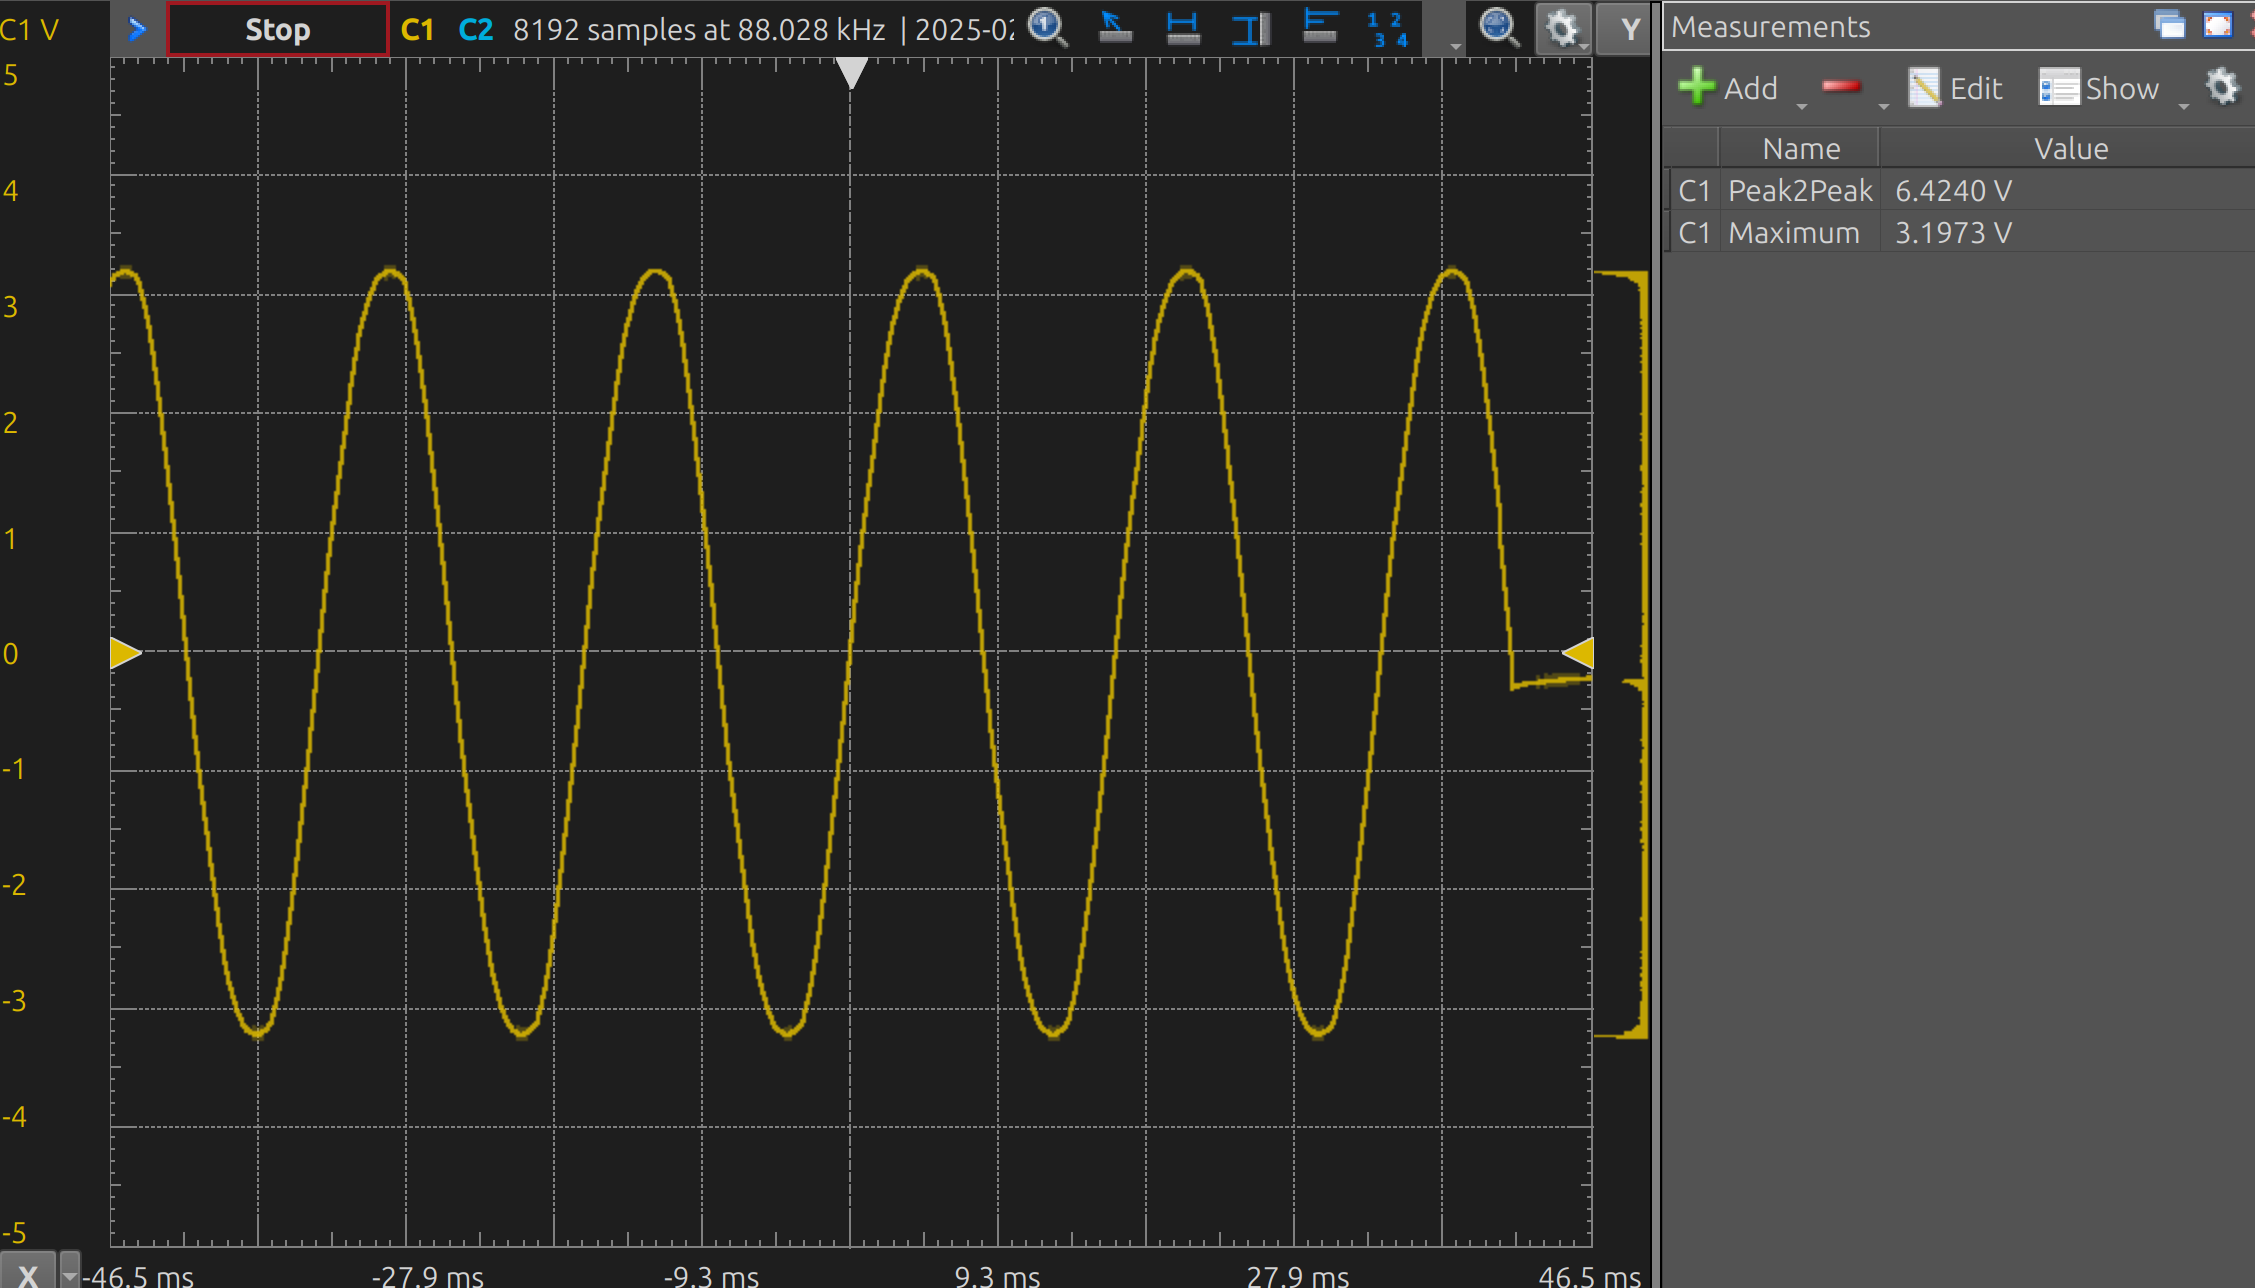 C1 V
Stop
C1 C2 8192 samples at 88.028 kHz | 2025-02
1
1 2
3 4
Y
5
4
3
2
1
0
-1
-2
-3
-4
-5
X
-46.5 ms -27.9 ms -9.3 ms 9.3 ms 27.9 ms 46.5 ms
Measurements
Add Edit Show
Name Value
C1 Peak2Peak 6.4240 V
C1 Maximum 3.1973 V